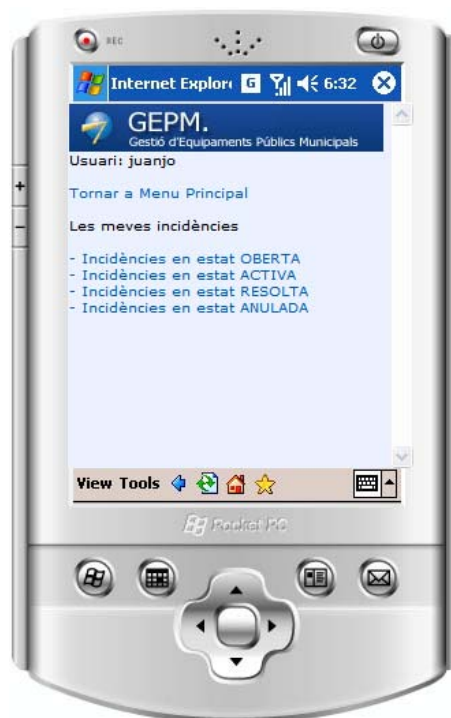 REC
Internet Explor G 6:32
GEPM.
Gestió d'Equipaments Públics Municipals
Usuari: juanjo
Tornar a Menu Principal
Les meves incidències
- Incidències en estat OBERTA
- Incidències en estat ACTIVA
- Incidències en estat RESOLTA
- Incidències en estat ANULADA
View Tools
Pocket PC
+
-